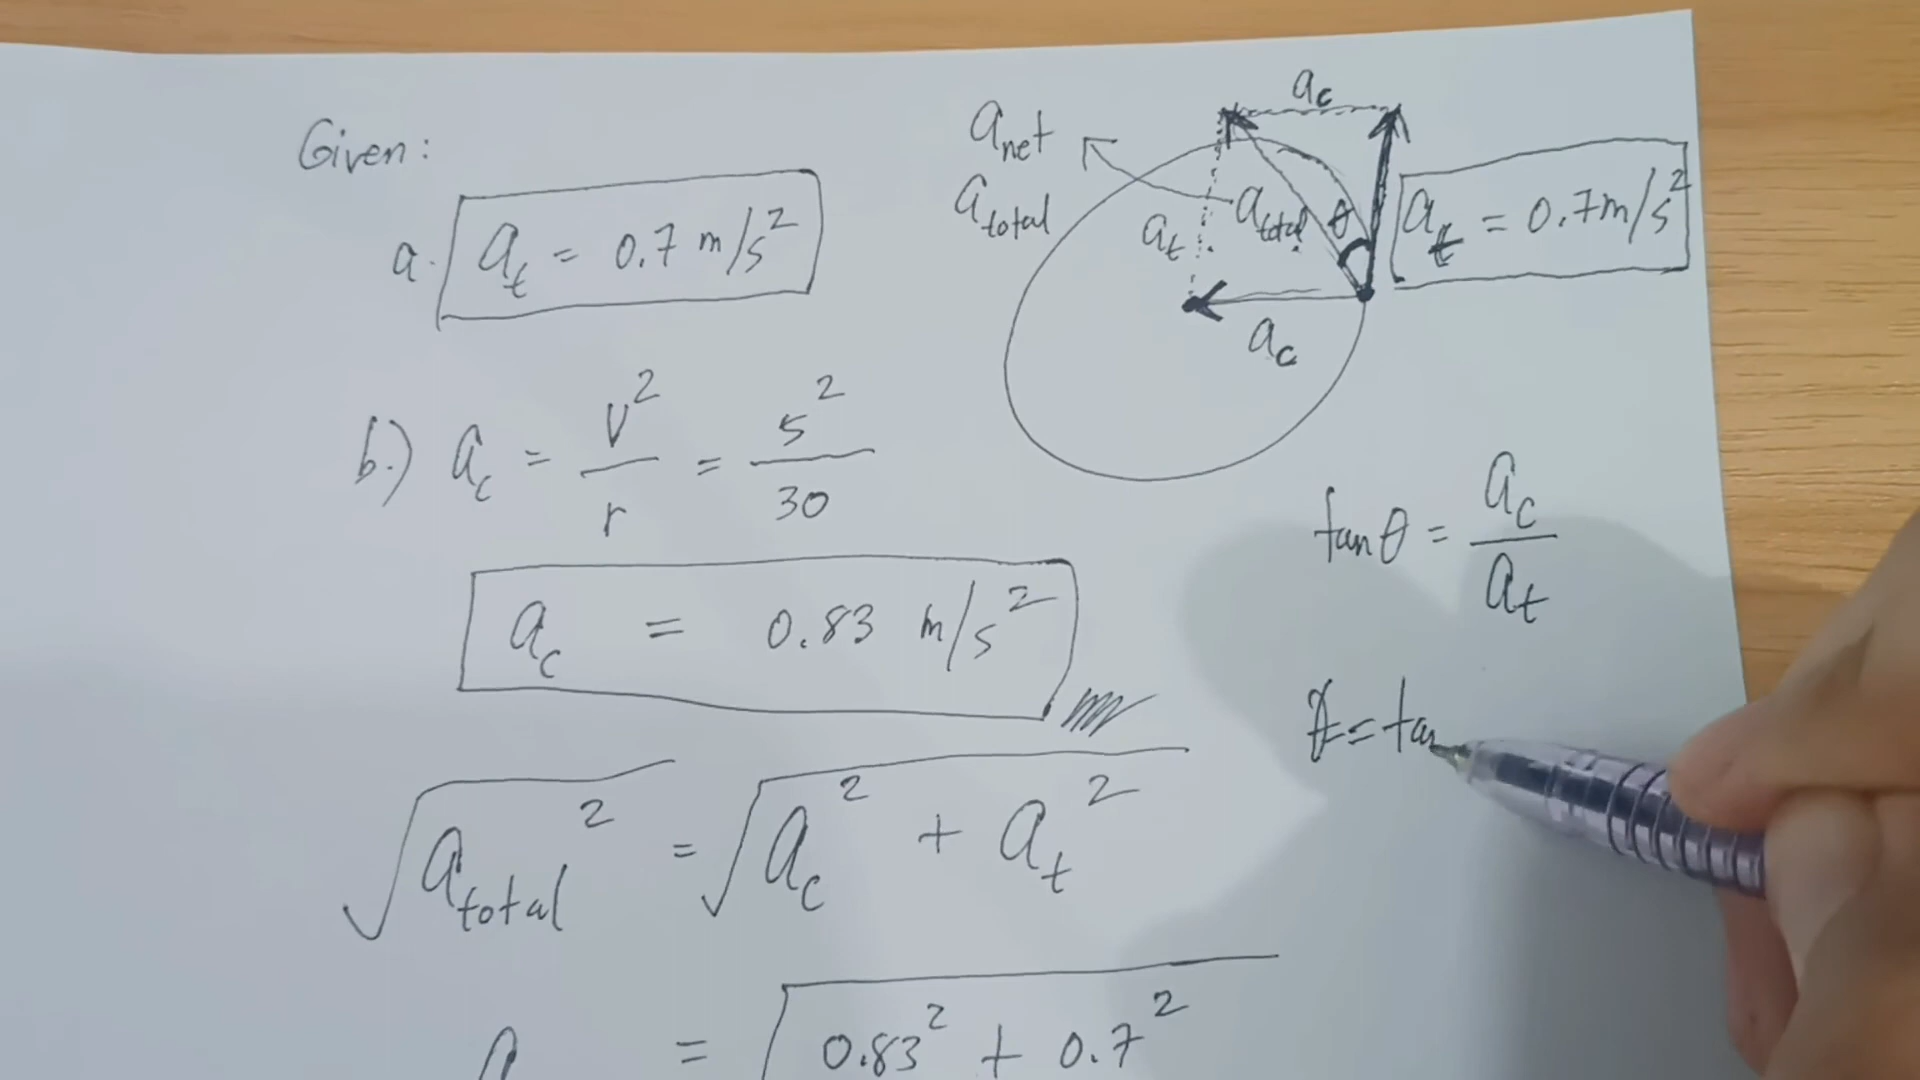 Given:
a. a_t = 0.7 m/s²
b.) a_c = v²/r = 5²/30
a_c = 0.83 m/s²
√a_total² = √a_c² + a_t²
= √0.83² + 0.7²
a_net
a_total
a_c
a_t
a_total
θ
a_t = 0.7m/s²
a_c
tan θ = a_c/a_t
= tan